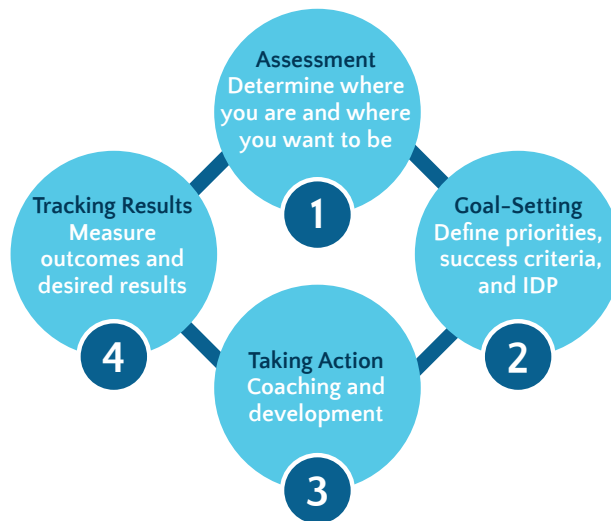 Assessment
Determine where
you are and where
you want to be
1
Goal-Setting
Define priorities,
success criteria,
and IDP
2
Taking Action
Coaching and
development
3
Tracking Results
Measure
outcomes and
desired results
4